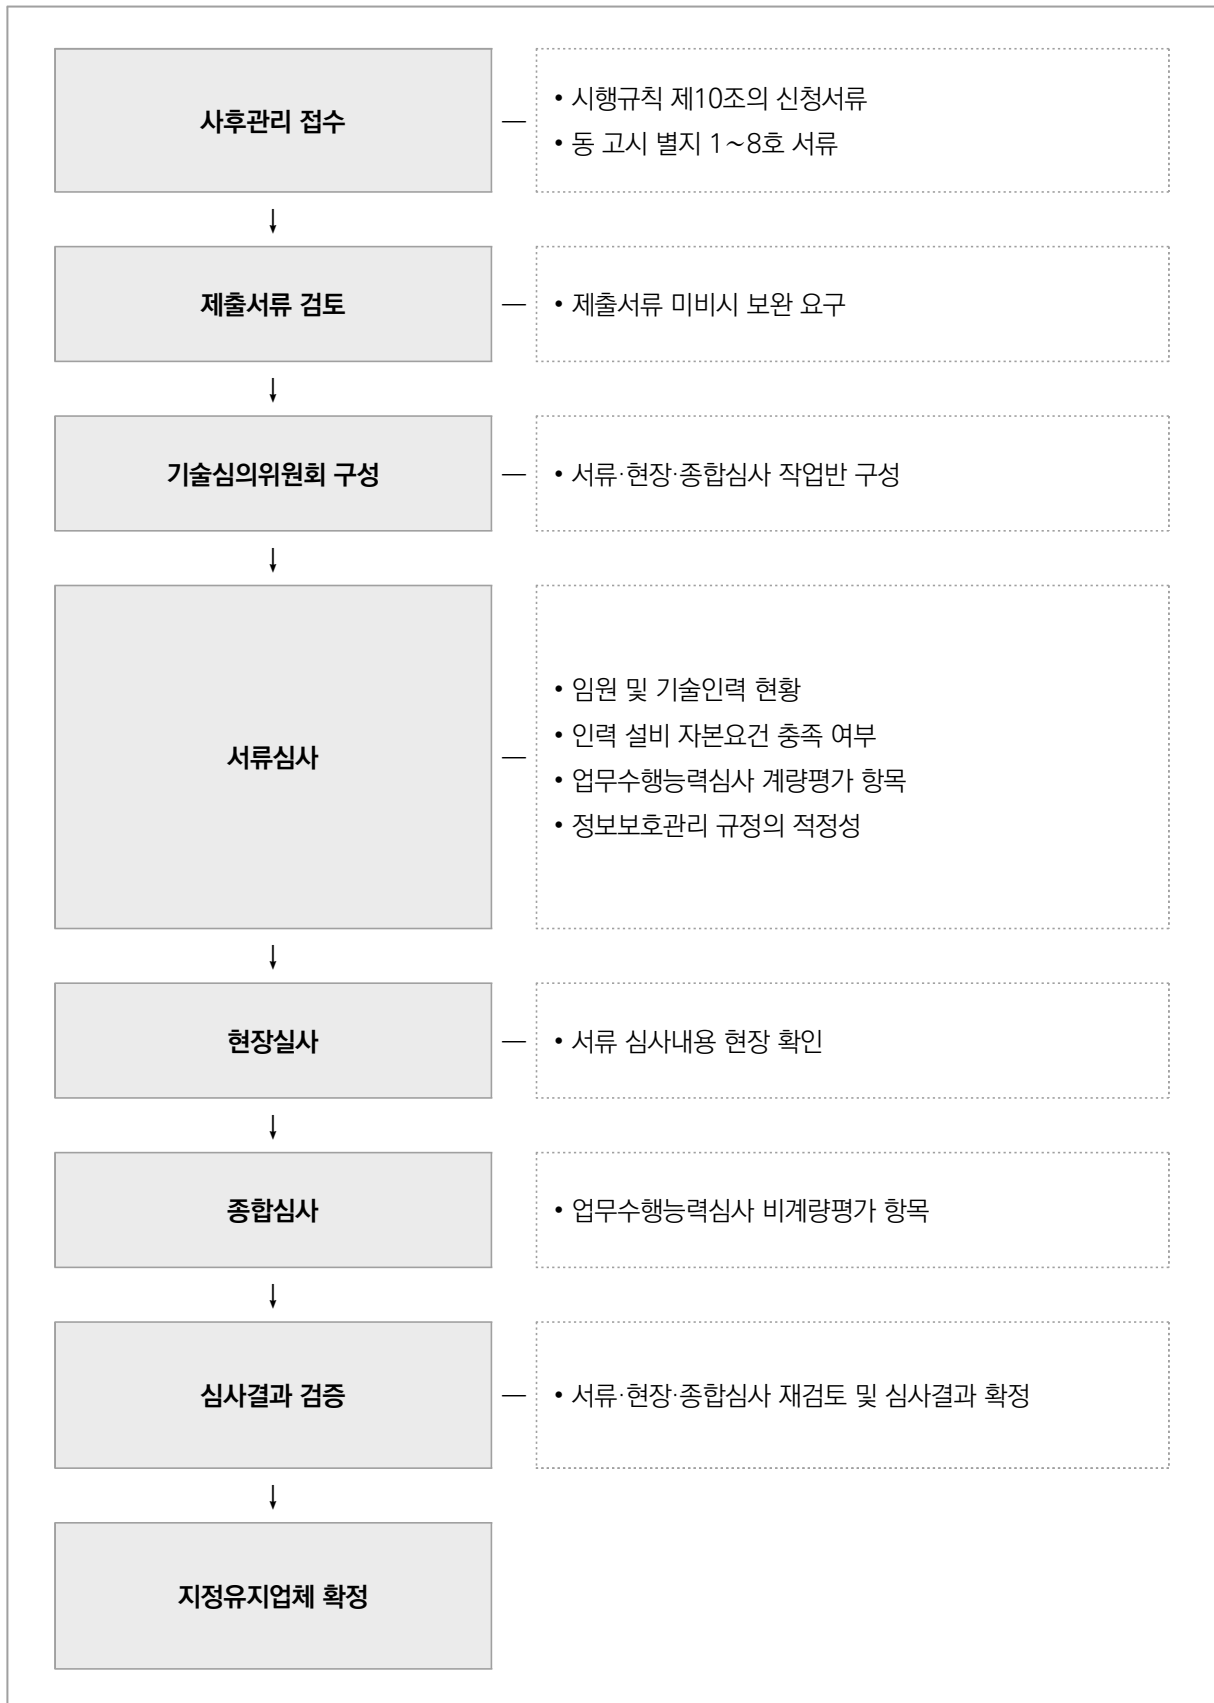 사후관리 접수
• 시행규칙 제10조의 신청서류
• 동 고시 별지 1~8호 서류
제출서류 검토
• 제출서류 미비시 보완 요구
기술심의위원회 구성
• 서류·현장·종합심사 작업반 구성
서류심사
• 임원 및 기술인력 현황
• 인력 설비 자본요건 충족 여부
• 업무수행능력심사 계량평가 항목
• 정보보호관리 규정의 적정성
현장실사
• 서류 심사내용 현장 확인
종합심사
• 업무수행능력심사 비계량평가 항목
심사결과 검증
• 서류·현장·종합심사 재검토 및 심사결과 확정
지정유지업체 확정